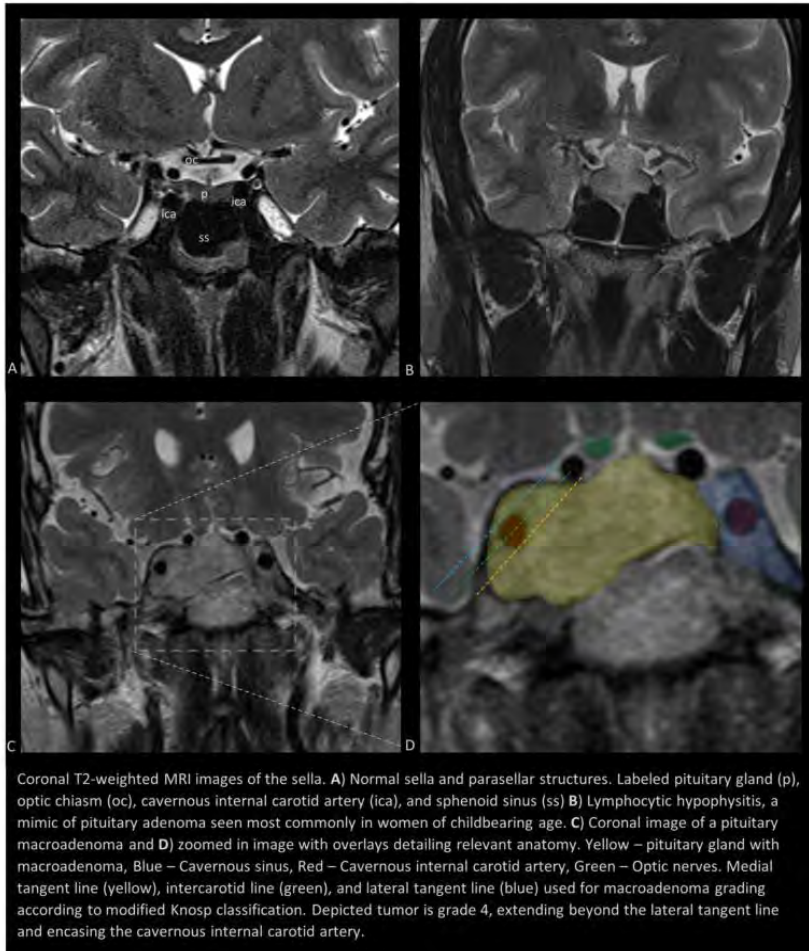 oc
p
ica
ica
ss
A
B
C
D
Coronal T2-weighted MRI images of the sella. A) Normal sella and parasellar structures. Labeled pituitary gland (p),
optic chiasm (oc), cavernous internal carotid artery (ica), and sphenoid sinus (ss) B) Lymphocytic hypophysitis, a
mimic of pituitary adenoma seen most commonly in women of childbearing age. C) Coronal image of a pituitary
macroadenoma and D) zoomed in image with overlays detailing relevant anatomy. Yellow – pituitary gland with
macroadenoma, Blue – Cavernous sinus, Red – Cavernous internal carotid artery, Green – Optic nerves. Medial
tangent line (yellow), intercarotid line (green), and lateral tangent line (blue) used for macroadenoma grading
according to modified Knosp classification. Depicted tumor is grade 4, extending beyond the lateral tangent line
and encasing the cavernous internal carotid artery.